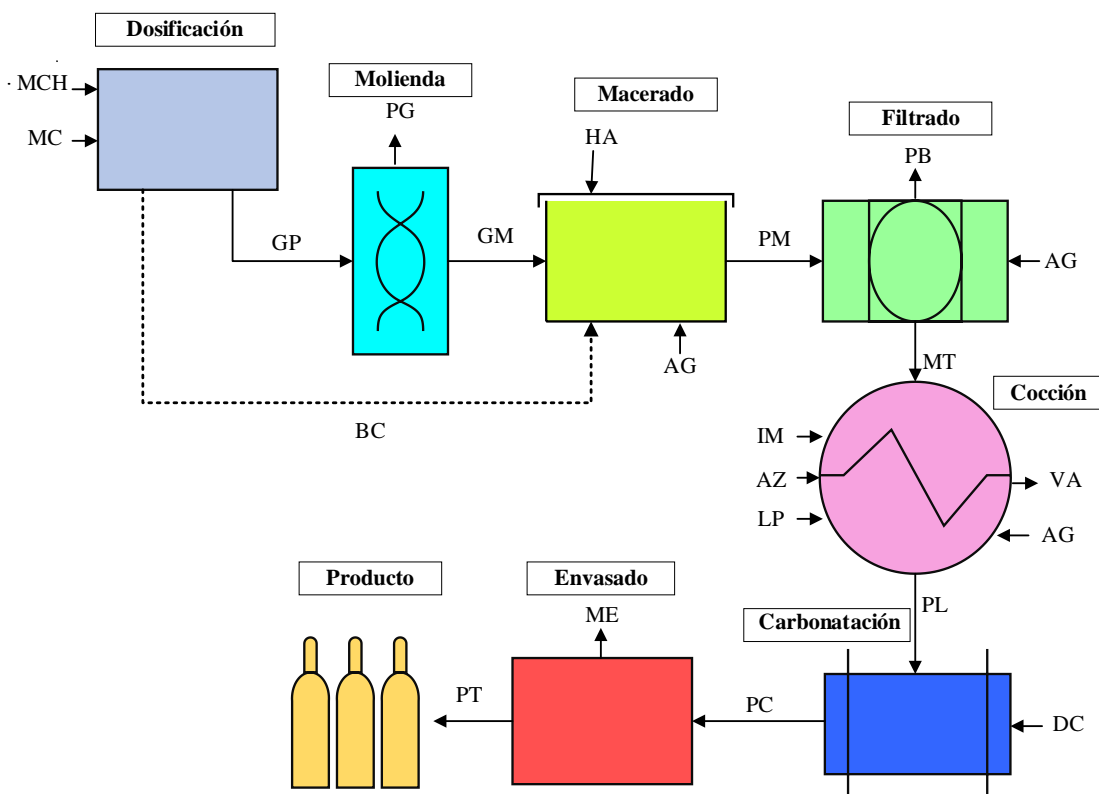 Dosificación
MCH
MC
Molienda
PG
GP
GM
Macerado
HA
AG
BC
PM
Filtrado
PB
AG
MT
Cocción
IM
AZ
LP
VA
AG
PL
Carbonatación
DC
PC
Envasado
ME
PT
Producto